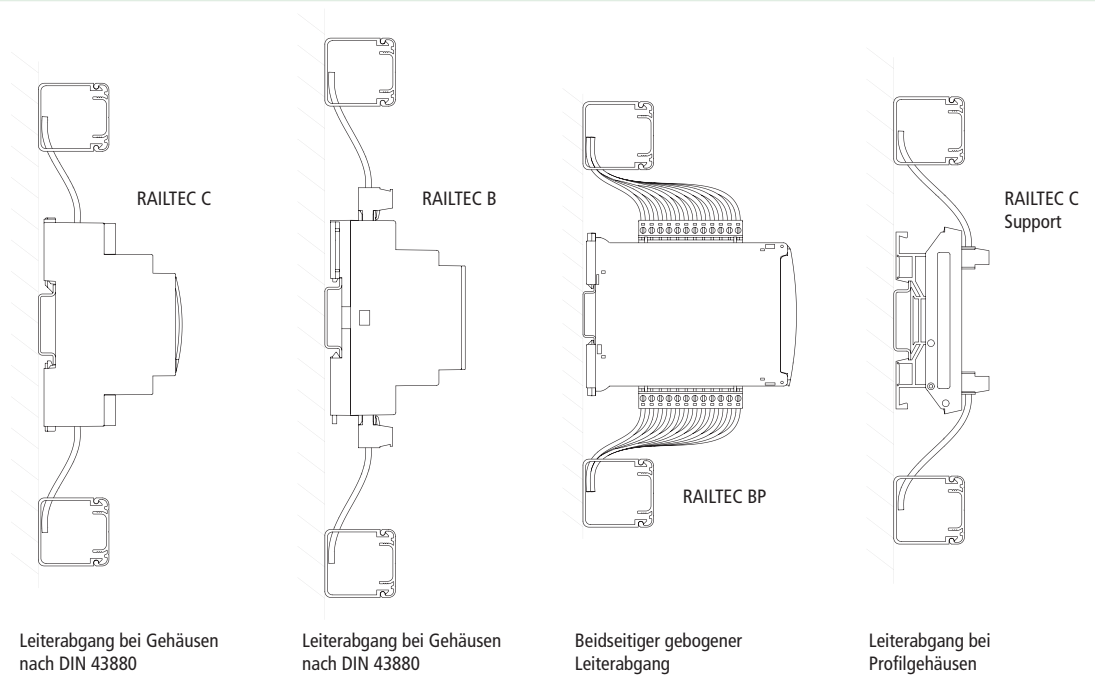 RAILTEC C
RAILTEC B
RAILTEC C
Support
RAILTEC BP
Leiterabgang bei Gehäusen
nach DIN 43880
Leiterabgang bei Gehäusen
nach DIN 43880
Beidseitiger gebogener
Leiterabgang
Leiterabgang bei
Profilgehäusen